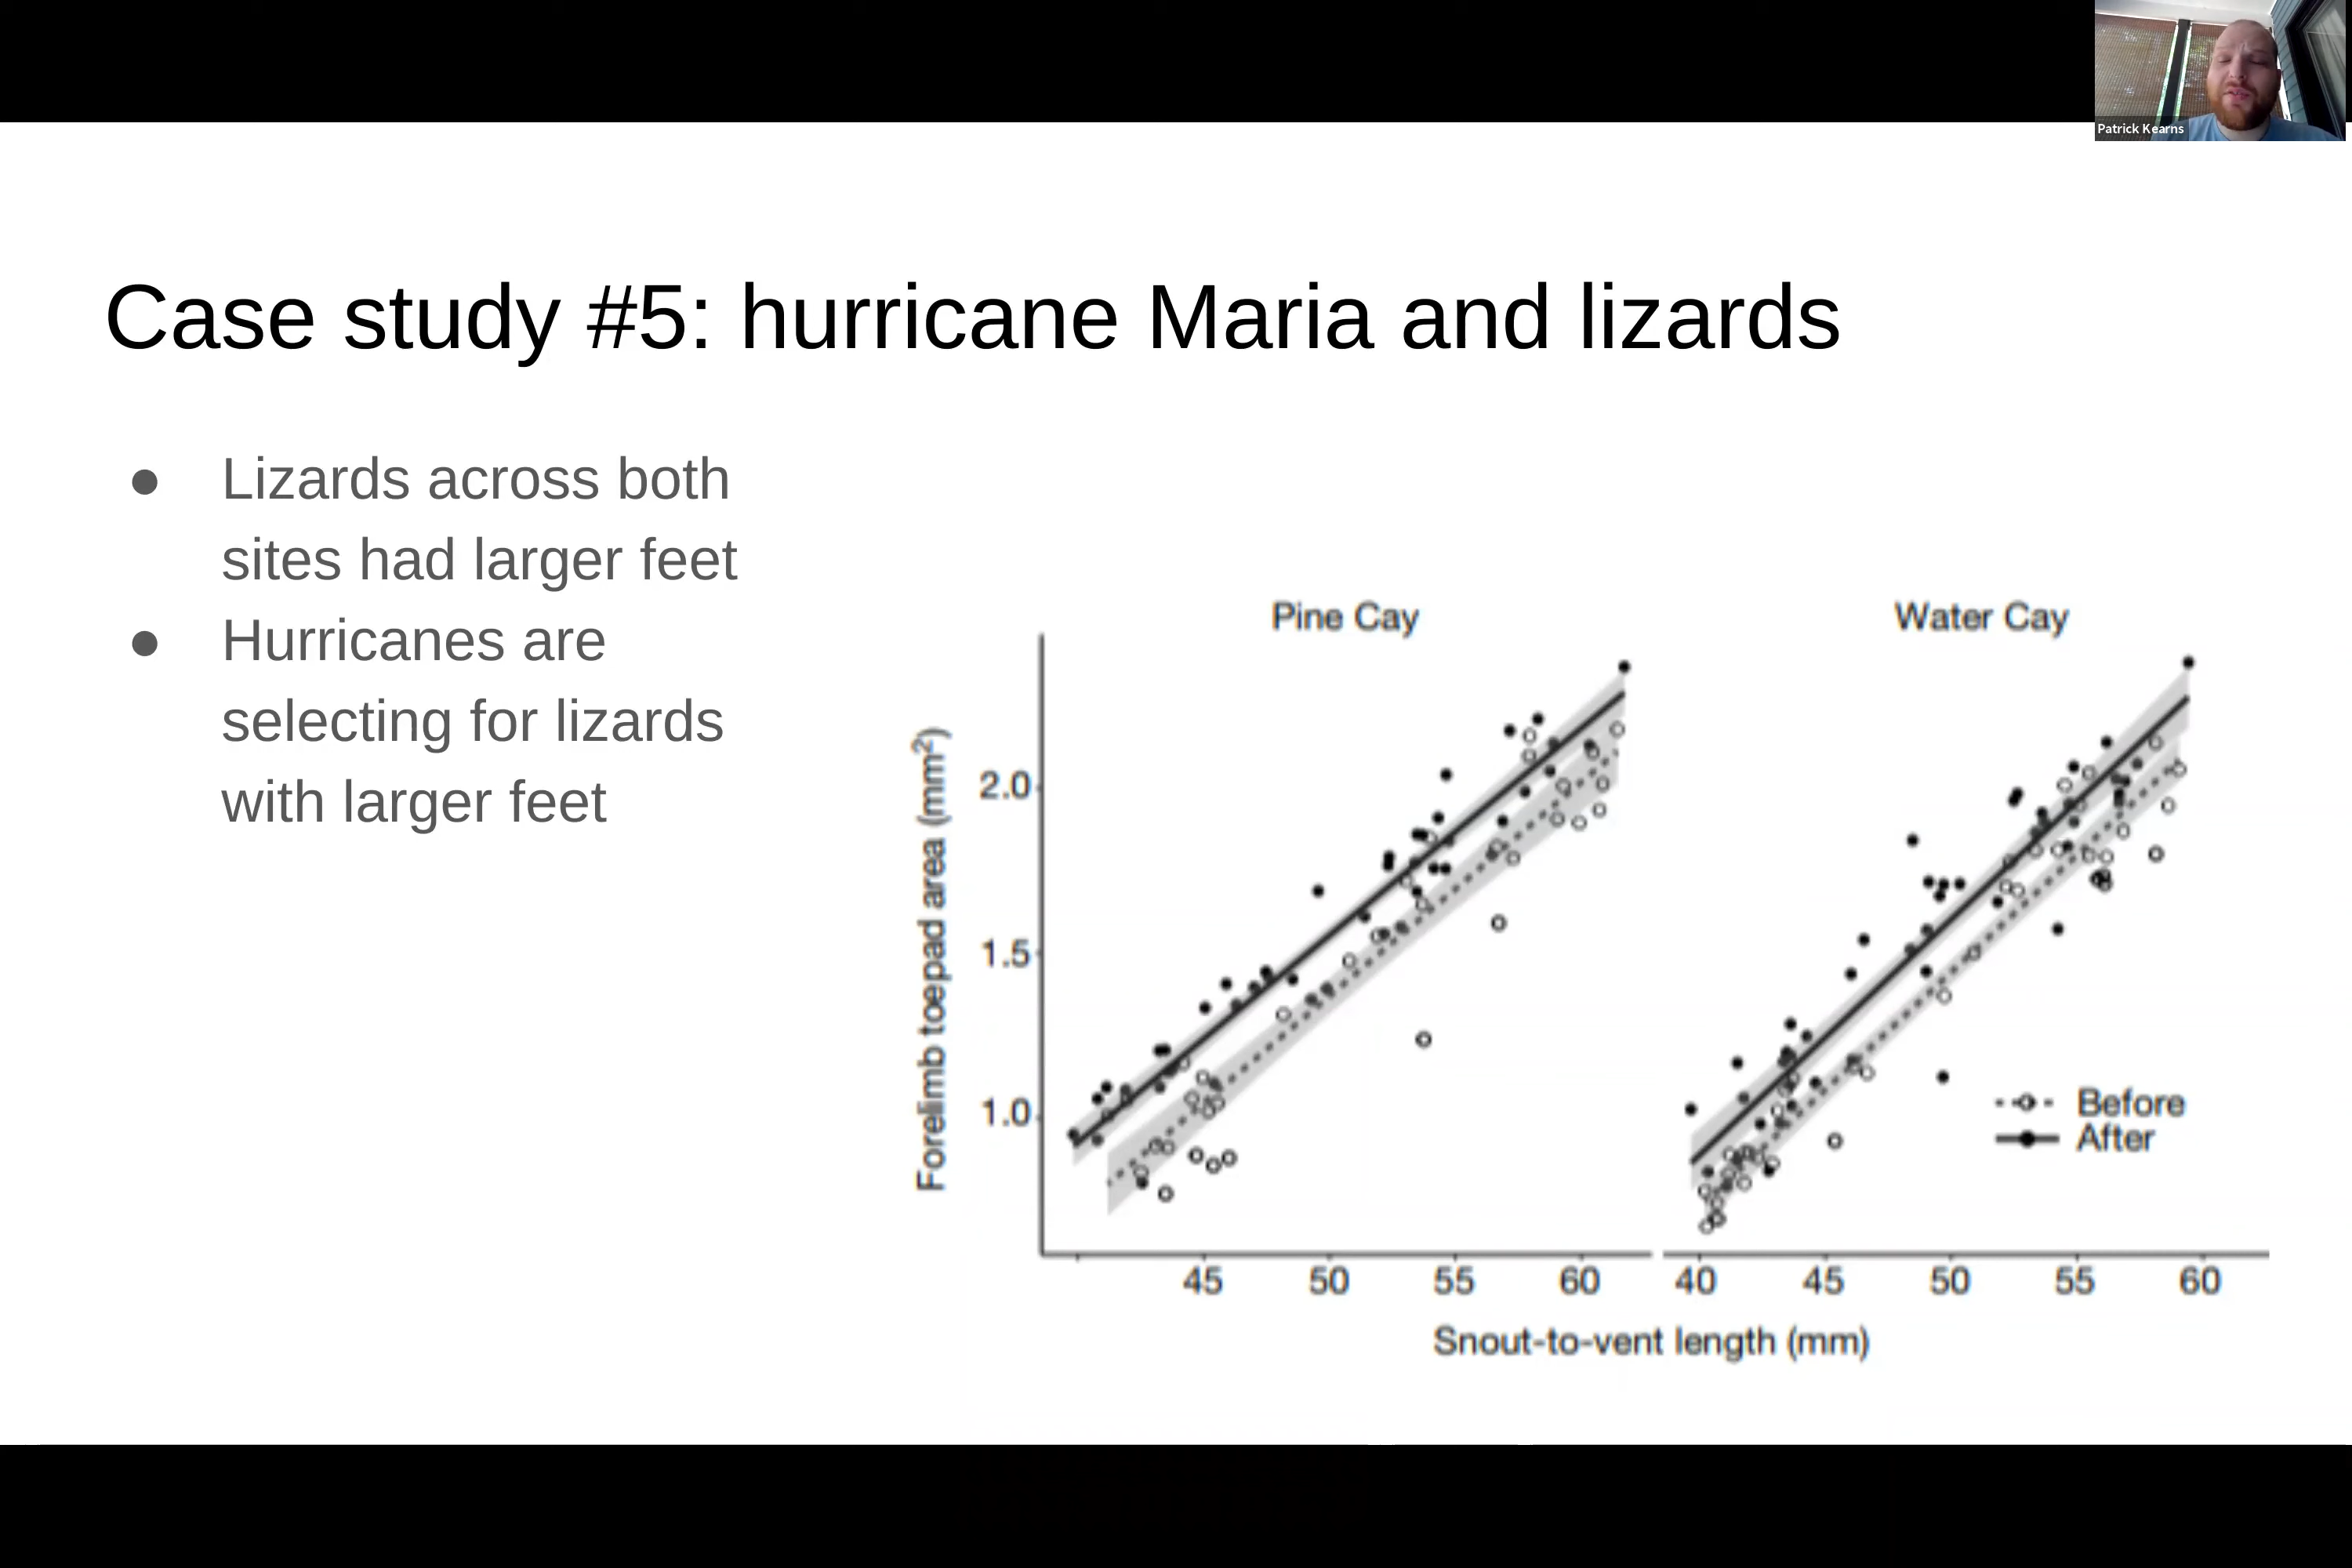 Patrick Kearns
Case study #5: hurricane Maria and lizards
● Lizards across both
sites had larger feet
● Hurricanes are
selecting for lizards
with larger feet
Pine Cay
Water Cay
Forelimb toepad area (mm²)
2.0
1.5
1.0
Before
After
45 50 55 60 40 45 50 55 60
Snout-to-vent length (mm)